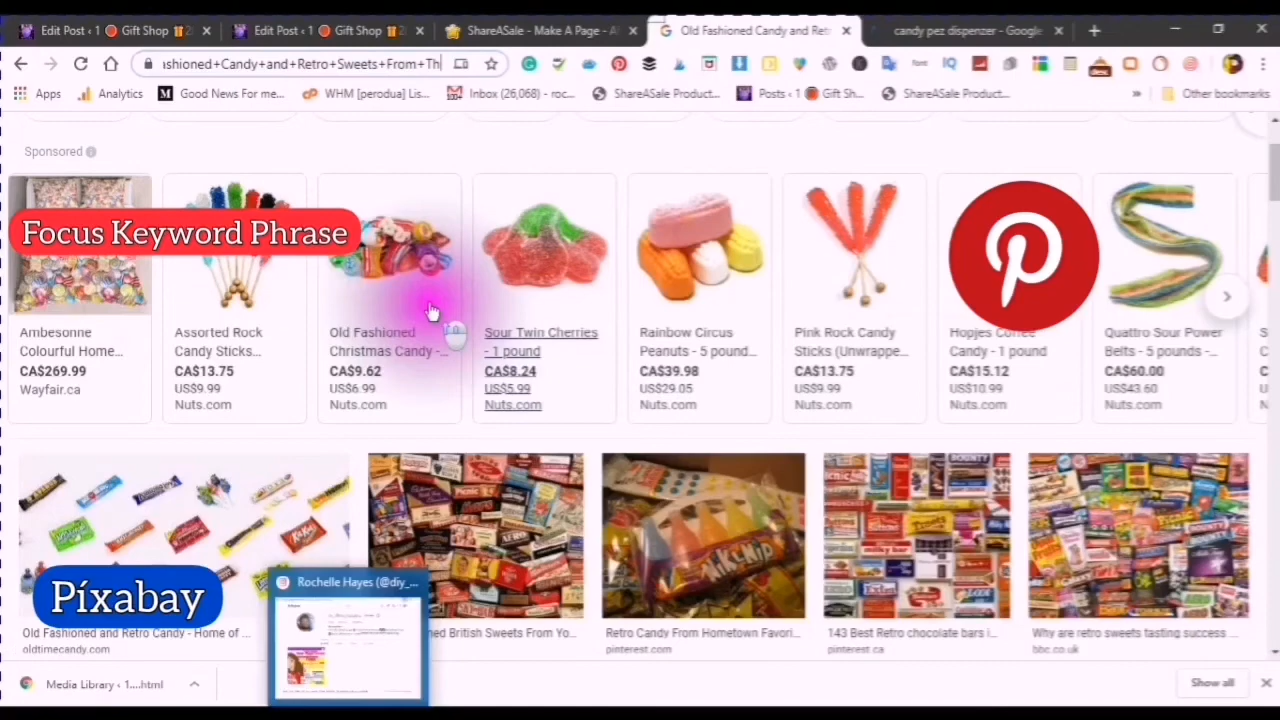 Edit Post ‹ 1 🔴 Gift Shop 🎁2
Edit Post ‹ 1 🔴 Gift Shop 🎁2
ShareASale - Make A Page - A
Old Fashioned Candy and Retr
candy pez dispenzer - Google
ashioned+Candy+and+Retro+Sweets+From+Th
Apps
Analytics
Good News For me...
WHM [perodua] Lis...
Inbox (26,068) - roc...
ShareASale Product...
Posts ‹ 1 🔴 Gift Sh...
ShareASale Product...
»
Other bookmarks
Sponsored
Focus Keyword Phrase
Ambesonne
Colourful Home...
CA$269.99
Wayfair.ca
Assorted Rock
Candy Sticks...
CA$13.75
US$9.99
Nuts.com
Old Fashioned
Christmas Candy -...
CA$9.62
US$6.99
Nuts.com
Sour Twin Cherries
- 1 pound
CA$8.24
US$5.99
Nuts.com
Rainbow Circus
Peanuts - 5 pound...
CA$39.98
US$29.05
Nuts.com
Pink Rock Candy
Sticks (Unwrappe...
CA$13.75
US$9.99
Nuts.com
Hopjes Coffee
Candy - 1 pound
CA$15.12
US$10.99
Nuts.com
Quattro Sour Power
Belts - 5 pounds -...
CA$60.00
US$43.60
Nuts.com
Píxabay
Rochelle Hayes (@diy_...
Old Fashioned and Retro Candy - Home of ...
oldtimecandy.com
ned British Sweets From Yo...
Retro Candy From Hometown Favori...
pinterest.com
143 Best Retro chocolate bars i...
pinterest.ca
Why are retro sweets tasting success ...
bbc.co.uk
Media Library ‹ 1....html
Show all